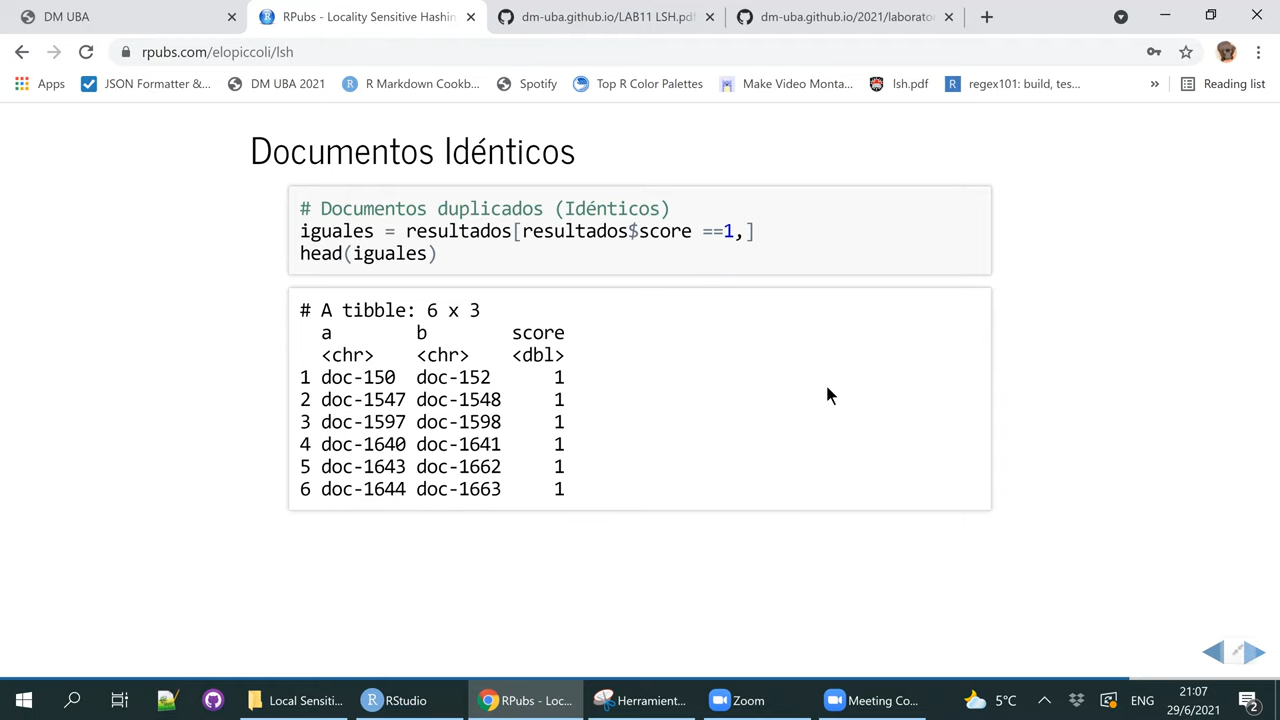 DM UBA
RPubs - Locality Sensitive Hashin
dm-uba.github.io/LAB11 LSH.pdf
dm-uba.github.io/2021/laborato
rpubs.com/elopiccoli/lsh
Apps
JSON Formatter &...
DM UBA 2021
R Markdown Cookb...
Spotify
Top R Color Palettes
Make Video Monta...
lsh.pdf
regex101: build, tes...
»
Reading list
Documentos Idénticos
# Documentos duplicados (Idénticos)
iguales = resultados[resultados$score ==1,]
head(iguales)
# A tibble: 6 x 3
a b score
<chr> <chr> <dbl>
1 doc-150 doc-152 1
2 doc-1547 doc-1548 1
3 doc-1597 doc-1598 1
4 doc-1640 doc-1641 1
5 doc-1643 doc-1662 1
6 doc-1644 doc-1663 1
Local Sensiti...
RStudio
RPubs - Loc...
Herramient...
Zoom
Meeting Co...
5°C
ENG
21:07
29/6/2021
2